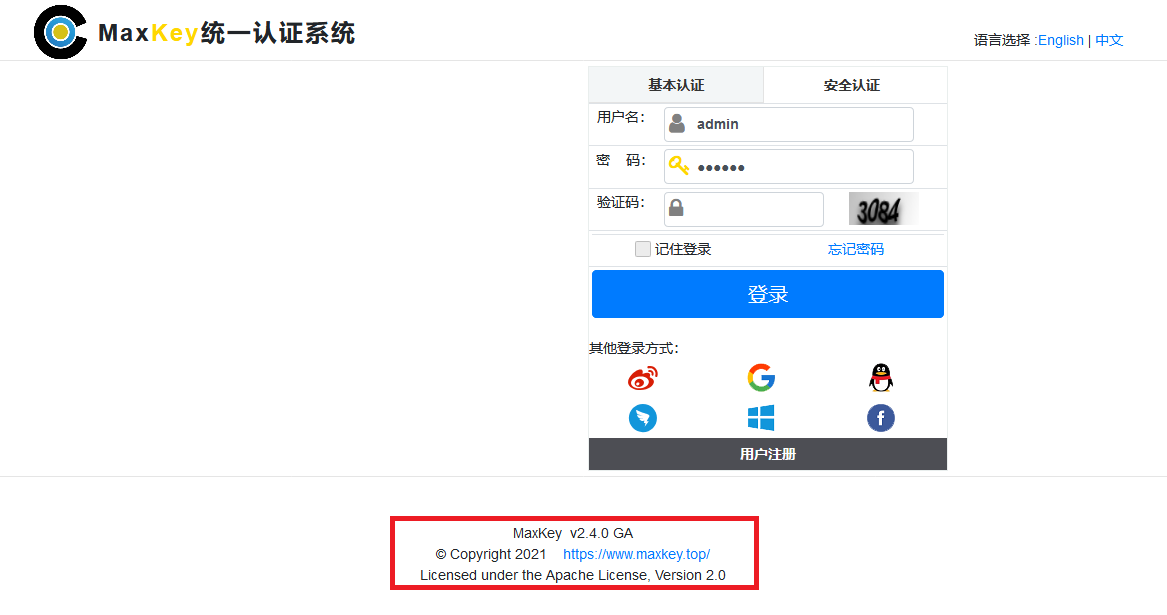 MaxKey统一认证系统
语言选择 :English | 中文
基本认证 安全认证
用户名： admin
密 码： ••••••
验证码： 3084
记住登录 忘记密码
登录
其他登录方式：
用户注册
MaxKey v2.4.0 GA
© Copyright 2021 https://www.maxkey.top/
Licensed under the Apache License, Version 2.0